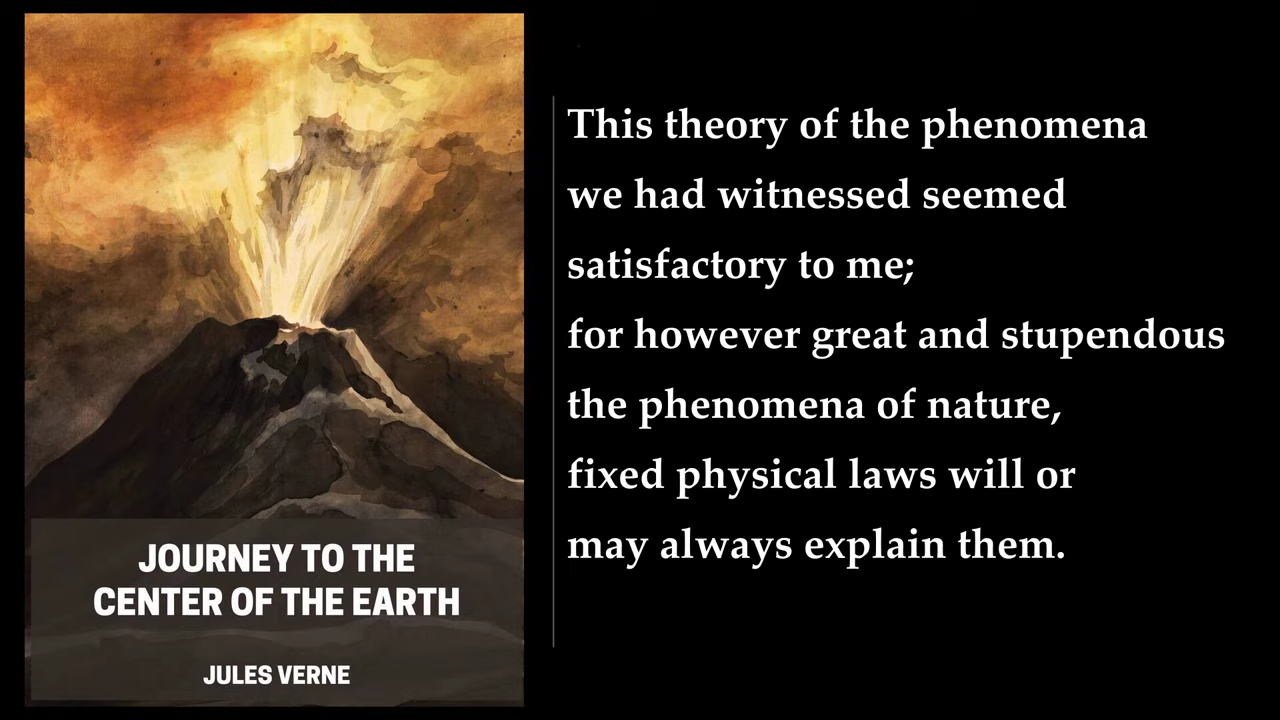 JOURNEY TO THE
CENTER OF THE EARTH
JULES VERNE
This theory of the phenomena
we had witnessed seemed
satisfactory to me;
for however great and stupendous
the phenomena of nature,
fixed physical laws will or
may always explain them.